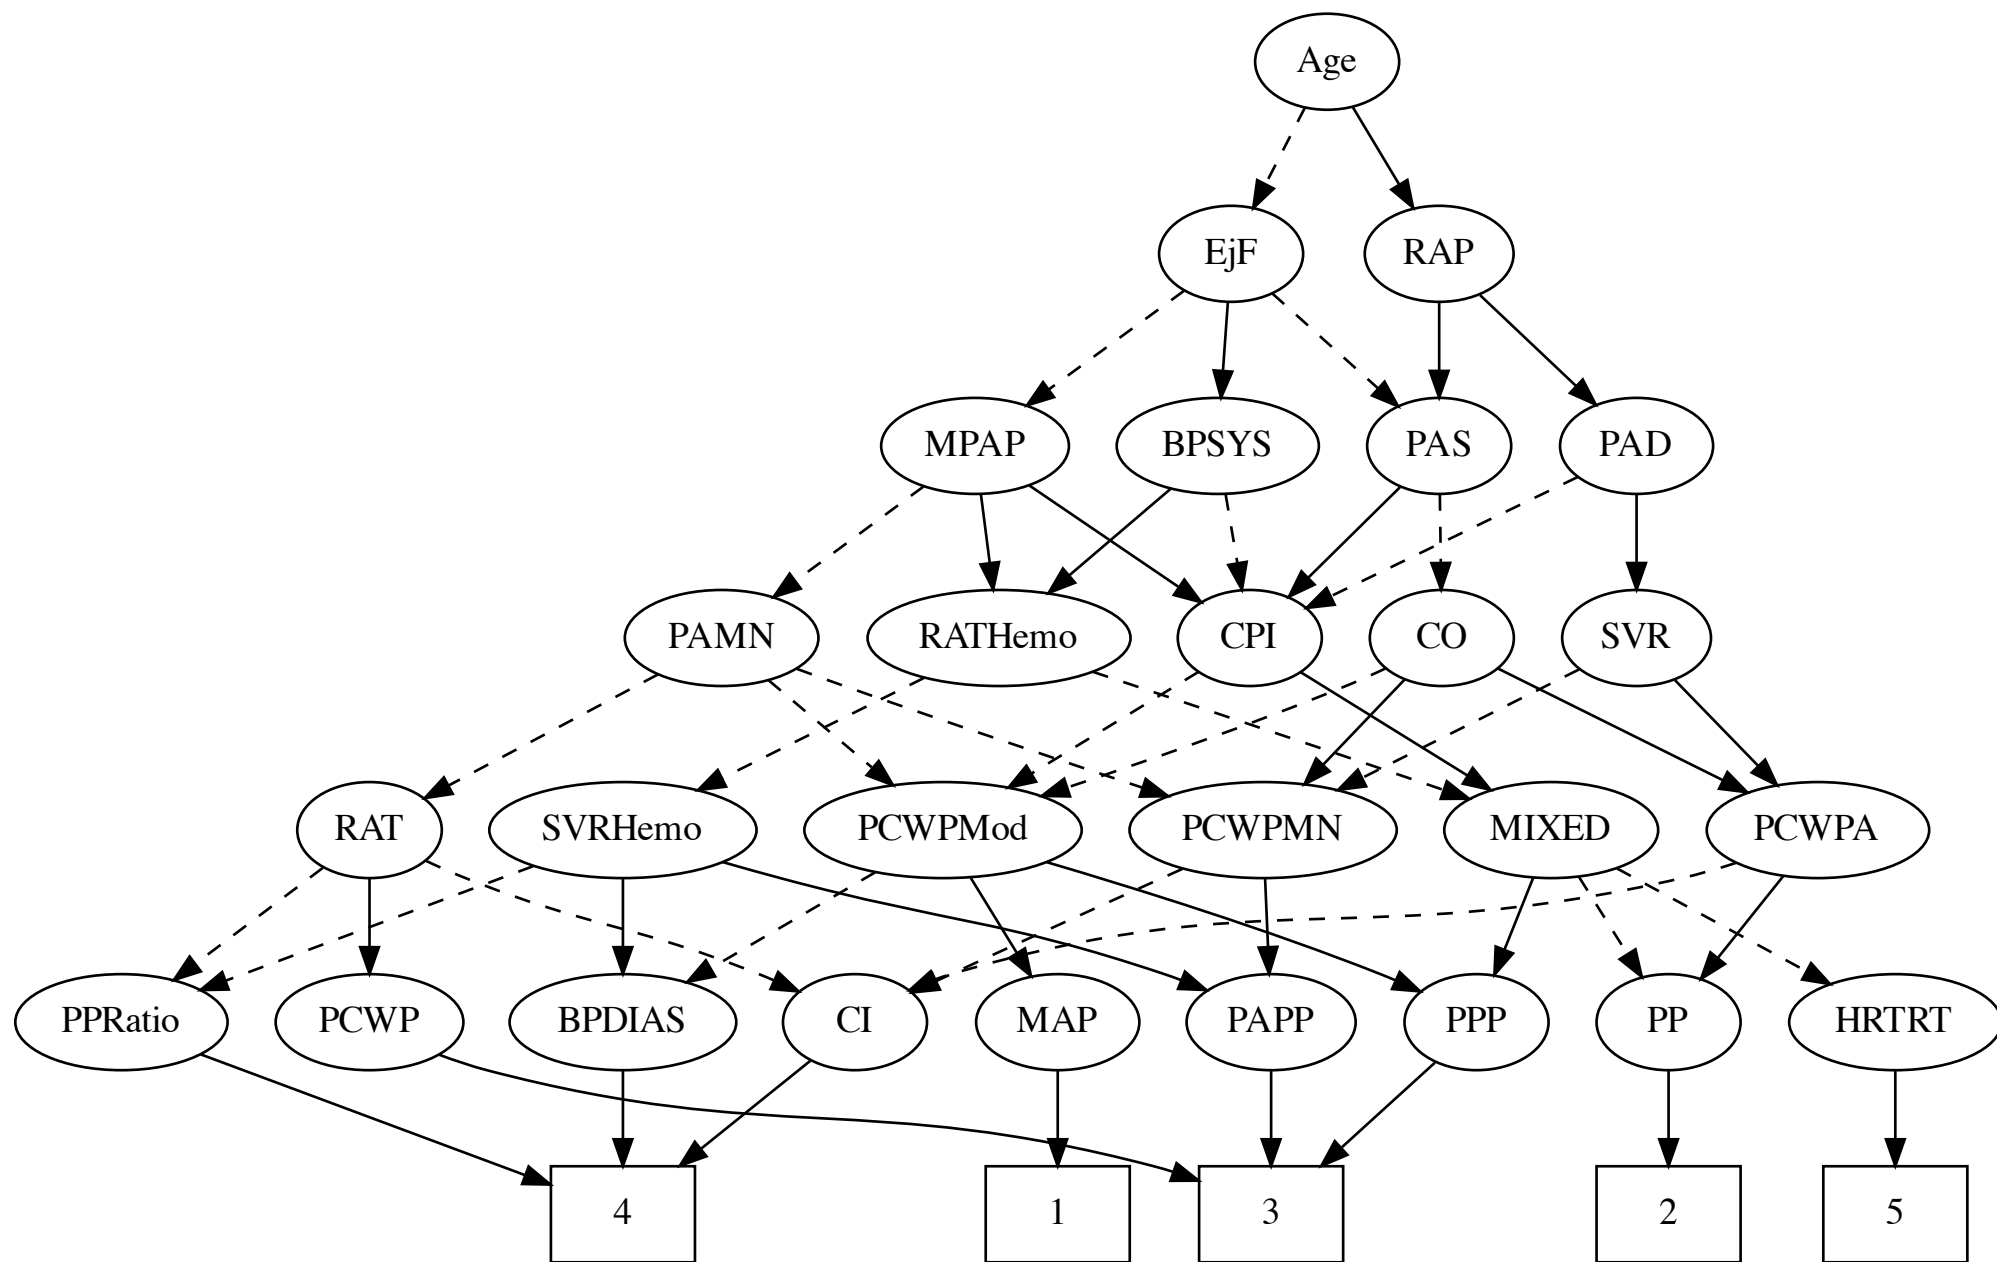 Age
EjF
RAP
MPAP
BPSYS
PAS
PAD
PAMN
RATHemo
CPI
CO
SVR
RAT
SVRHemo
PCWPMod
PCWPMN
MIXED
PCWPA
PPRatio
PCWP
BPDIAS
CI
MAP
PAPP
PPP
PP
HRTRT
4
1
3
2
5